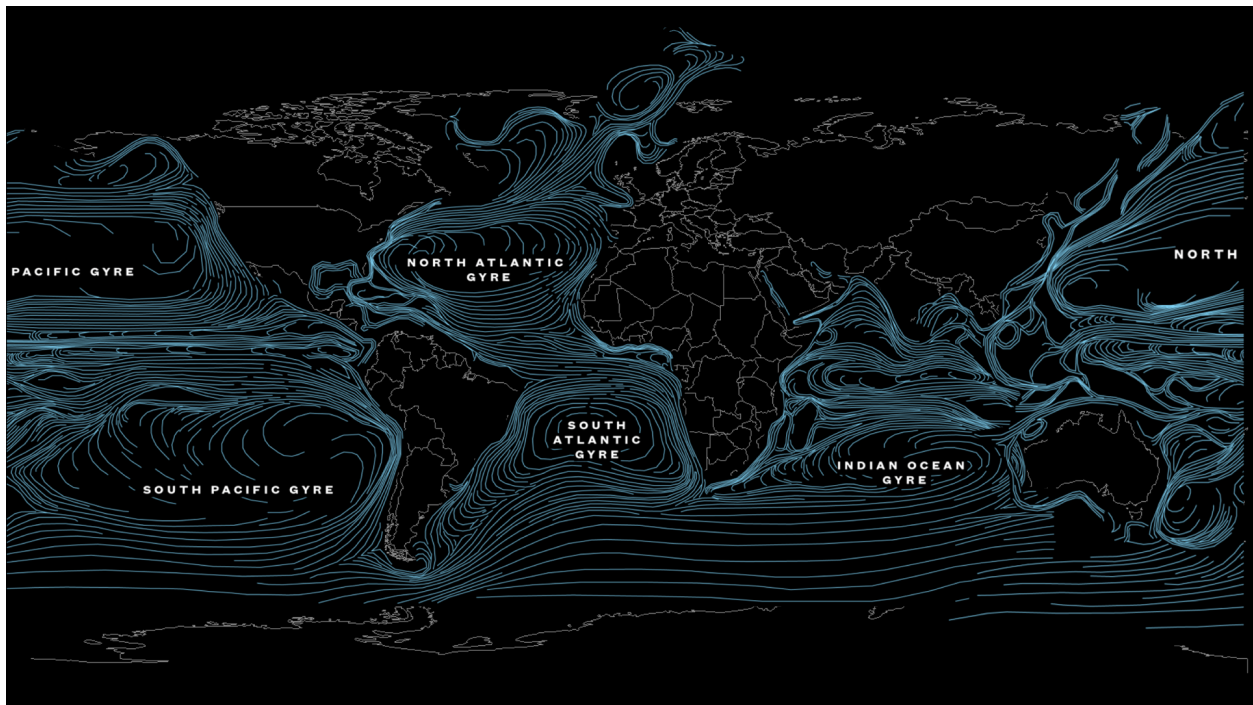 PACIFIC GYRE
NORTH ATLANTIC
GYRE
NORTH
SOUTH
ATLANTIC
GYRE
INDIAN OCEAN
GYRE
SOUTH PACIFIC GYRE